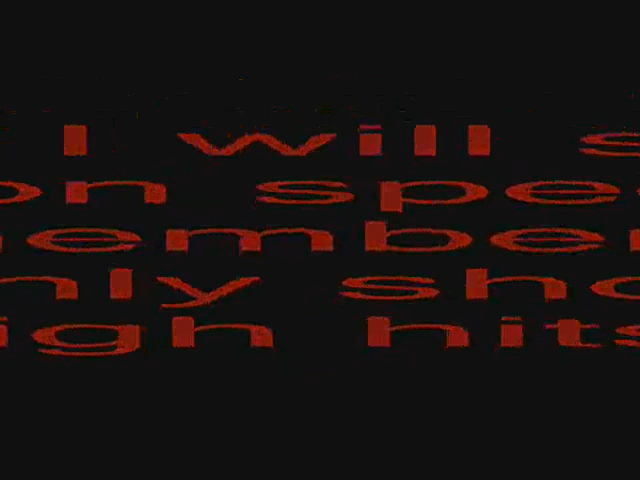 I will s
on spe
ember
nly sho
igh hits